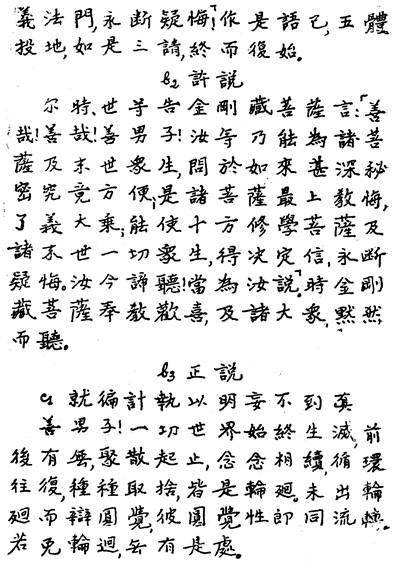 義法門,永斷疑悔!」作是語已,五體
投地,如是三請,終而復始。
b2 許說
尔時、世尊告金剛藏菩薩言:「善
哉!善哉!善男子!汝等乃能為諸菩
薩及末世眾生,問於如來甚深秘
密究竟方便,是諸菩薩最上教悔,
了義大乘;能使十方修學菩薩及
諸末世一切眾生,得決定信,永斷
疑悔。汝今諦聽!當為汝說。」時金剛
藏菩薩奉教歡喜,及諸大眾,默然
而聽。
b3 正說
c1 就徧計執以明妄不到真
善男子!一切世界始終生滅,前
後有無,聚散起止,念念相續,循環
往復,種種取捨,皆是輪迴。未出輪
迴而辯圓覺,彼圓覺性即同流轉。
若免輪迴,无有是處。